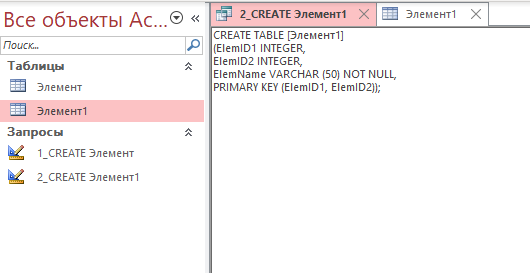 Все объекты Ac...
Поиск...
Таблицы
Элемент
Элемент1
Запросы
1_CREATE Элемент
2_CREATE Элемент1
2_CREATE Элемент1
Элемент1
CREATE TABLE [Элемент1]
(ElemID1 INTEGER,
ElemID2 INTEGER,
ElemName VARCHAR (50) NOT NULL,
PRIMARY KEY (ElemID1, ElemID2));